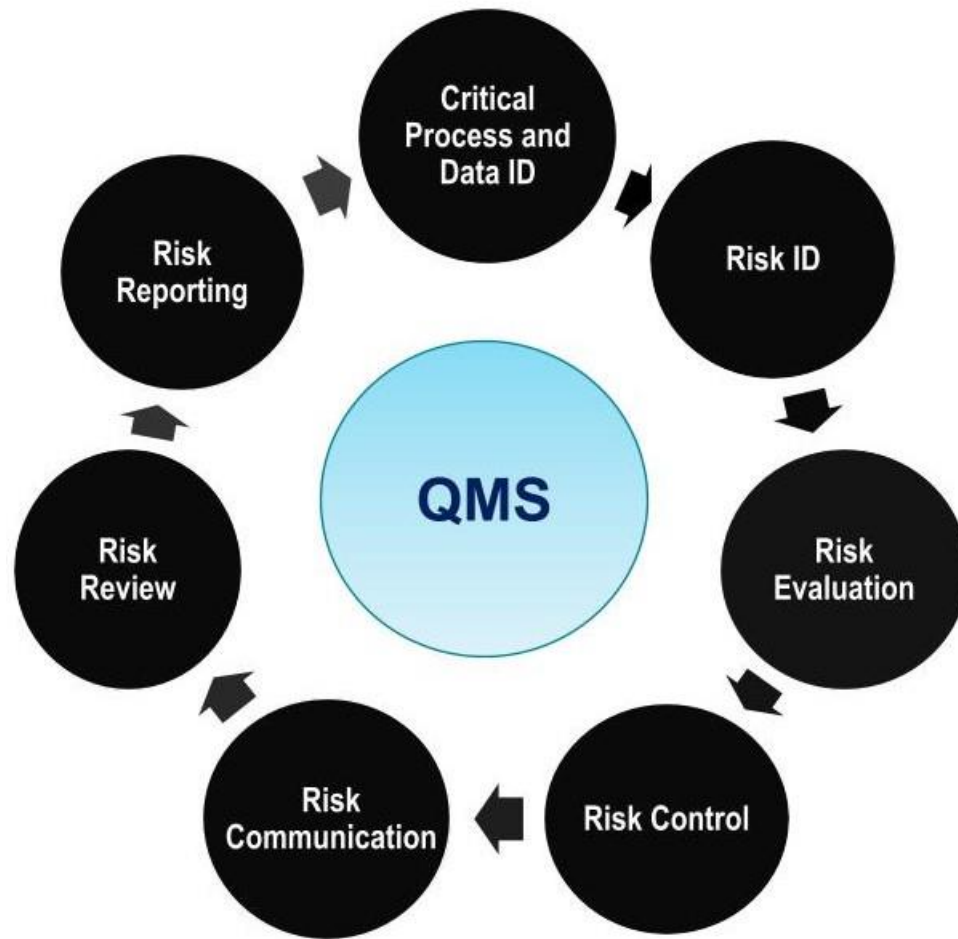 Critical
Process and
Data ID
Risk ID
Risk
Evaluation
Risk Control
Risk
Communication
Risk
Review
Risk
Reporting
QMS